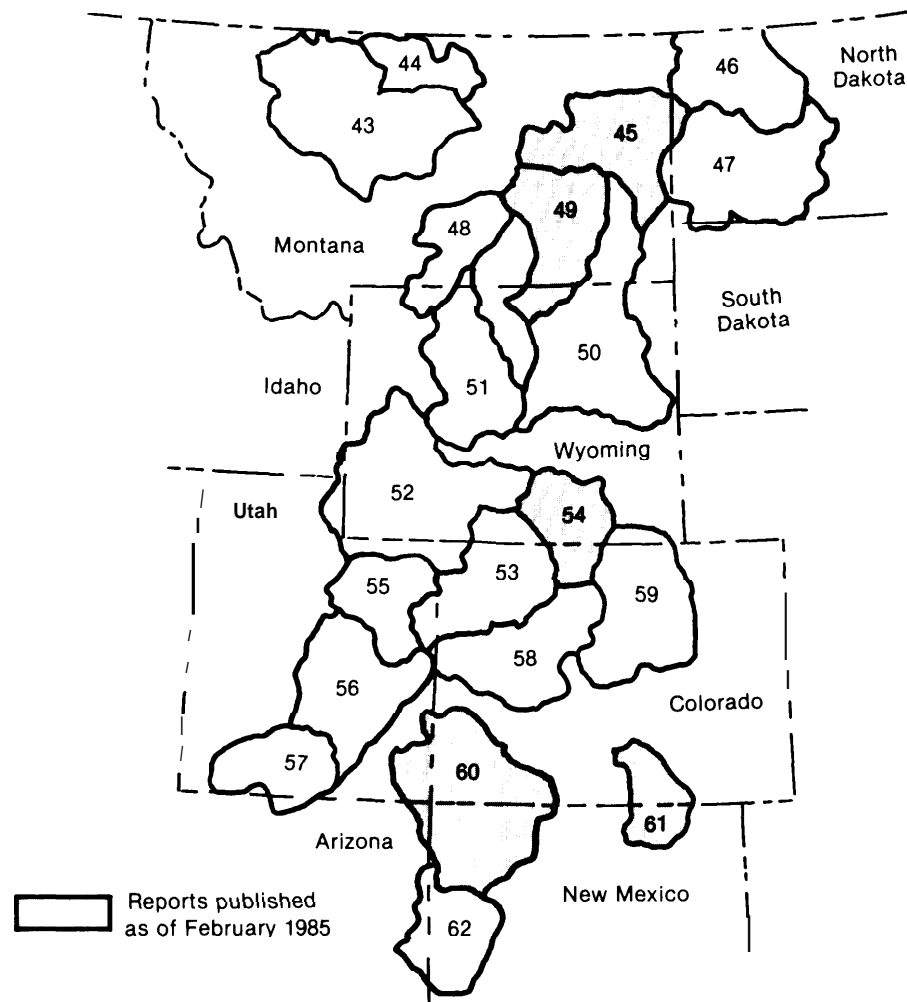 44
46
North
Dakota
43
45
47
49
48
Montana
South
Dakota
50
Idaho
51
Wyoming
52
Utah
54
53
55
59
58
56
Colorado
57
60
61
Arizona
New Mexico
Reports published
as of February 1985
62